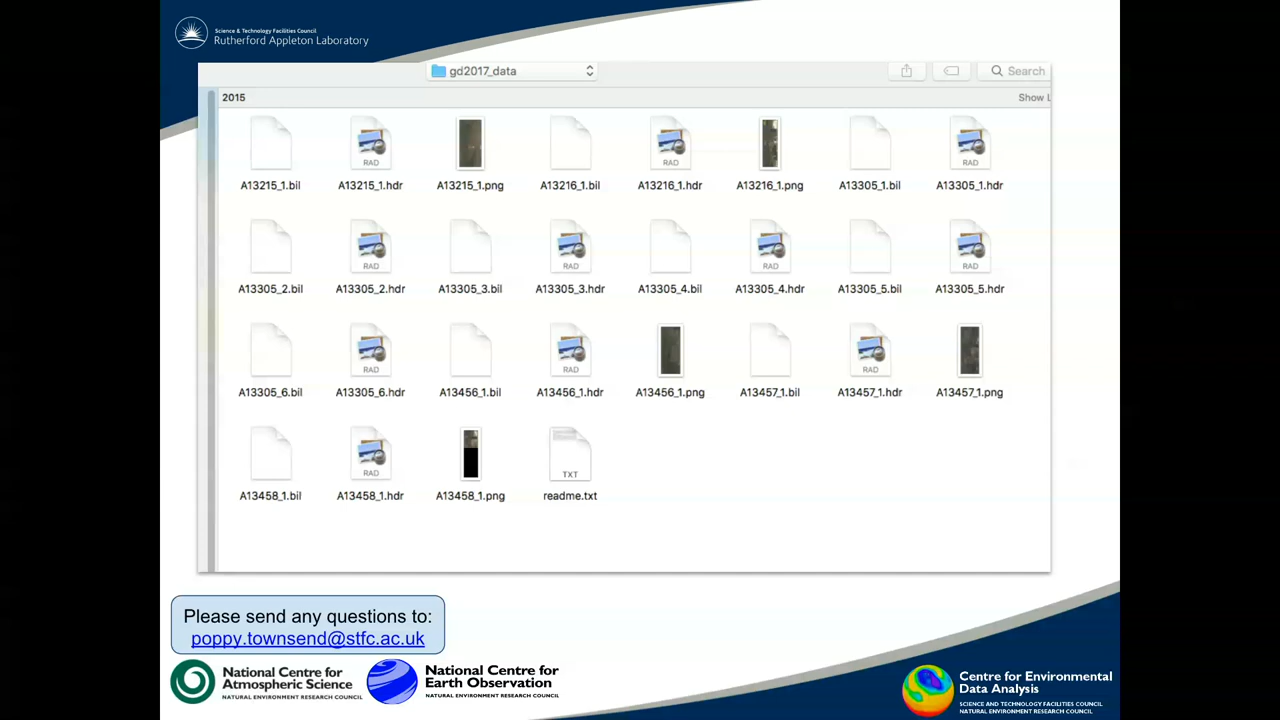 Science & Technology Facilities Council
Rutherford Appleton Laboratory
gd2017_data
Search
2015
Show L
RAD
RAD
RAD
A13215_1.bil
A13215_1.hdr
A13215_1.png
A13216_1.bil
A13216_1.hdr
A13216_1.png
A13305_1.bil
A13305_1.hdr
RAD
RAD
RAD
RAD
A13305_2.bil
A13305_2.hdr
A13305_3.bil
A13305_3.hdr
A13305_4.bil
A13305_4.hdr
A13305_5.bil
A13305_5.hdr
RAD
RAD
RAD
A13305_6.bil
A13305_6.hdr
A13456_1.bil
A13456_1.hdr
A13456_1.png
A13457_1.bil
A13457_1.hdr
A13457_1.png
RAD
TXT
A13458_1.bil
A13458_1.hdr
A13458_1.png
readme.txt
Please send any questions to:
poppy.townsend@stfc.ac.uk
National Centre for
Atmospheric Science
NATURAL ENVIRONMENT RESEARCH COUNCIL
National Centre for
Earth Observation
NATURAL ENVIRONMENT RESEARCH COUNCIL
Centre for Environmental
Data Analysis
SCIENCE AND TECHNOLOGY FACILITIES COUNCIL
NATURAL ENVIRONMENT RESEARCH COUNCIL